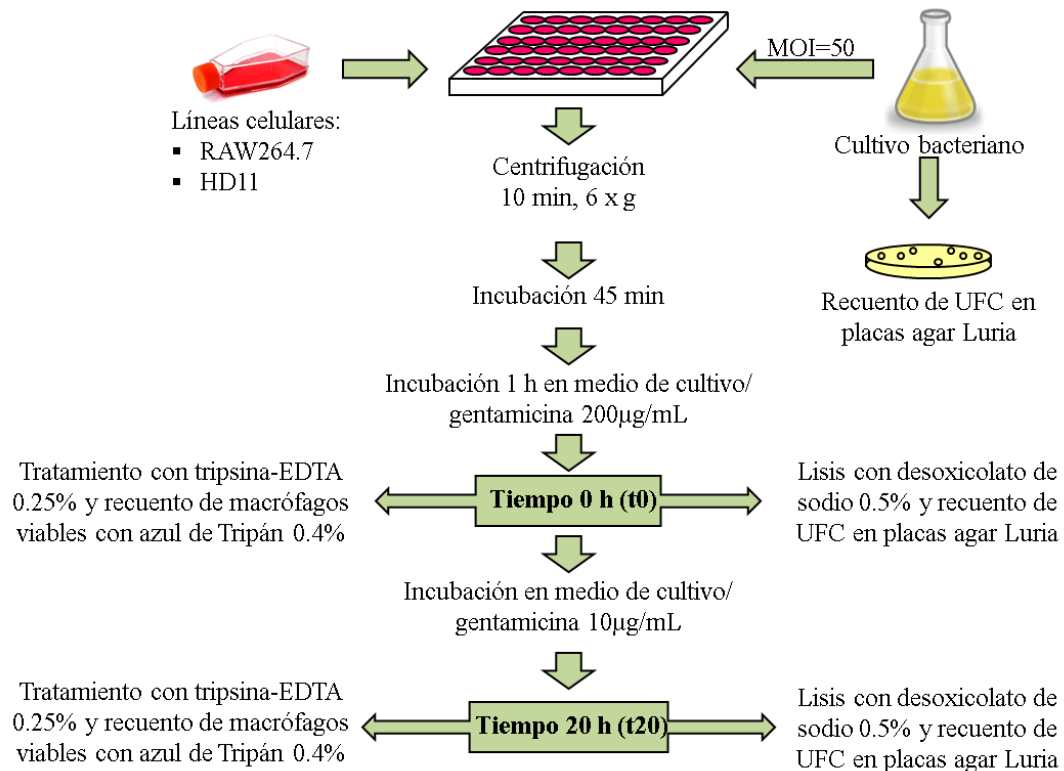 MOI=50
Líneas celulares:
▪ RAW264.7
▪ HD11
Centrifugación
10 min, 6 x g
Cultivo bacteriano
Incubación 45 min
Recuento de UFC en
placas agar Luria
Incubación 1 h en medio de cultivo/
gentamicina 200µg/mL
Tratamiento con tripsina-EDTA
0.25% y recuento de macrófagos
viables con azul de Tripán 0.4%
Tiempo 0 h (t0)
Lisis con desoxicolato de
sodio 0.5% y recuento de
UFC en placas agar Luria
Incubación en medio de cultivo/
gentamicina 10µg/mL
Tratamiento con tripsina-EDTA
0.25% y recuento de macrófagos
viables con azul de Tripán 0.4%
Tiempo 20 h (t20)
Lisis con desoxicolato de
sodio 0.5% y recuento de
UFC en placas agar Luria